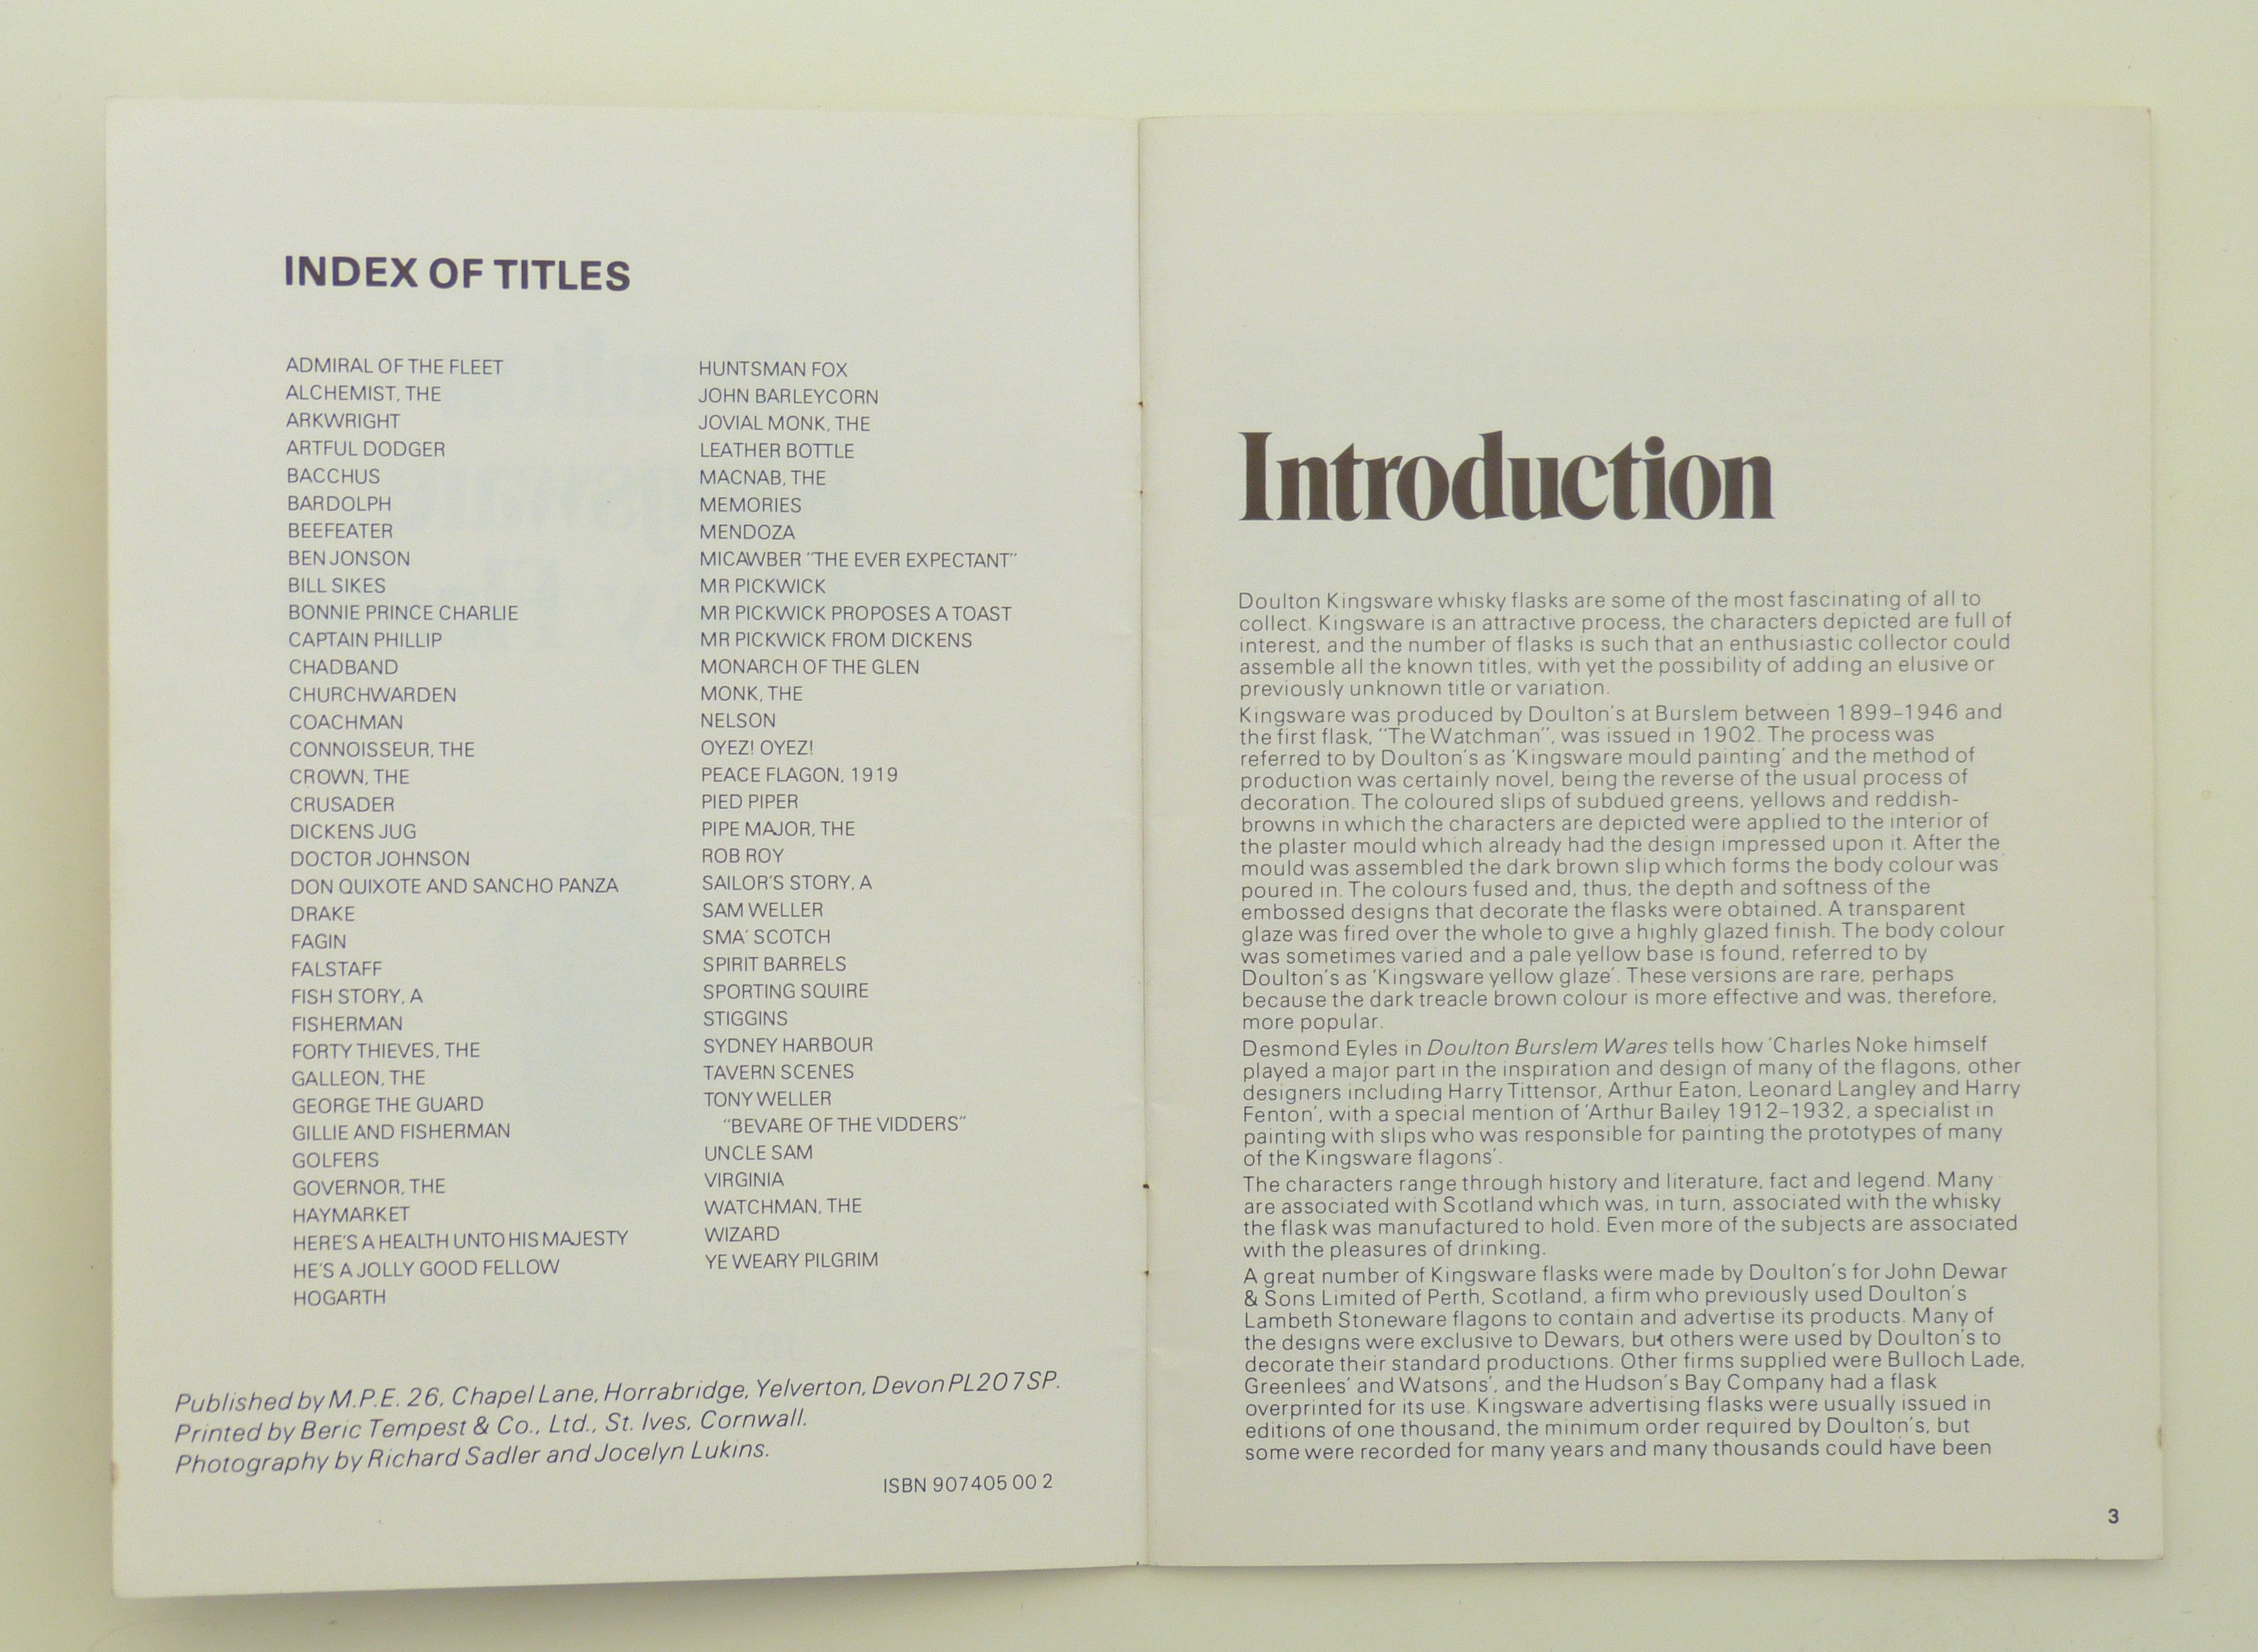 INDEX OF TITLES
ADMIRAL OF THE FLEET
ALCHEMIST, THE
ARKWRIGHT
ARTFUL DODGER
BACCHUS
BARDOLPH
BEEFEATER
BEN JONSON
BILL SIKES
BONNIE PRINCE CHARLIE
CAPTAIN PHILLIP
CHADBAND
CHURCHWARDEN
COACHMAN
CONNOISSEUR, THE
CROWN, THE
CRUSADER
DICKENS JUG
DOCTOR JOHNSON
DON QUIXOTE AND SANCHO PANZA
DRAKE
FAGIN
FALSTAFF
FISH STORY, A
FISHERMAN
FORTY THIEVES, THE
GALLEON, THE
GEORGE THE GUARD
GILLIE AND FISHERMAN
GOLFERS
GOVERNOR, THE
HAYMARKET
HERE'S A HEALTH UNTO HIS MAJESTY
HE'S A JOLLY GOOD FELLOW
HOGARTH
HUNTSMAN FOX
JOHN BARLEYCORN
JOVIAL MONK, THE
LEATHER BOTTLE
MACNAB, THE
MEMORIES
MENDOZA
MICAWBER "THE EVER EXPECTANT"
MR PICKWICK
MR PICKWICK PROPOSES A TOAST
MR PICKWICK FROM DICKENS
MONARCH OF THE GLEN
MONK, THE
NELSON
OYEZ! OYEZ!
PEACE FLAGON, 1919
PIED PIPER
PIPE MAJOR, THE
ROB ROY
SAILOR'S STORY, A
SAM WELLER
SMA' SCOTCH
SPIRIT BARRELS
SPORTING SQUIRE
STIGGINS
SYDNEY HARBOUR
TAVERN SCENES
TONY WELLER
"BEVARE OF THE VIDDERS"
UNCLE SAM
VIRGINIA
WATCHMAN, THE
WIZARD
YE WEARY PILGRIM
Published by M.P.E. 26, Chapel Lane, Horrabridge, Yelverton, Devon PL20 7SP.
Printed by Beric Tempest & Co., Ltd., St. Ives, Cornwall.
Photography by Richard Sadler and Jocelyn Lukins.
ISBN 907405 00 2
Introduction
Doulton Kingsware whisky flasks are some of the most fascinating of all to
collect. Kingsware is an attractive process, the characters depicted are full of
interest, and the number of flasks is such that an enthusiastic collector could
assemble all the known titles, with yet the possibility of adding an elusive or
previously unknown title or variation.
Kingsware was produced by Doulton's at Burslem between 1899–1946 and
the first flask, "The Watchman", was issued in 1902. The process was
referred to by Doulton's as 'Kingsware mould painting' and the method of
production was certainly novel, being the reverse of the usual process of
decoration. The coloured slips of subdued greens, yellows and reddish-
browns in which the characters are depicted were applied to the interior of
the plaster mould which already had the design impressed upon it. After the
mould was assembled the dark brown slip which forms the body colour was
poured in. The colours fused and, thus, the depth and softness of the
embossed designs that decorate the flasks were obtained. A transparent
glaze was fired over the whole to give a highly glazed finish. The body colour
was sometimes varied and a pale yellow base is found, referred to by
Doulton's as 'Kingsware yellow glaze'. These versions are rare, perhaps
because the dark treacle brown colour is more effective and was, therefore,
more popular.
Desmond Eyles in Doulton Burslem Wares tells how 'Charles Noke himself
played a major part in the inspiration and design of many of the flagons, other
designers including Harry Tittensor, Arthur Eaton, Leonard Langley and Harry
Fenton', with a special mention of 'Arthur Bailey 1912–1932, a specialist in
painting with slips who was responsible for painting the prototypes of many
of the Kingsware flagons'.
The characters range through history and literature, fact and legend. Many
are associated with Scotland which was, in turn, associated with the whisky
the flask was manufactured to hold. Even more of the subjects are associated
with the pleasures of drinking.
A great number of Kingsware flasks were made by Doulton's for John Dewar
& Sons Limited of Perth, Scotland, a firm who previously used Doulton's
Lambeth Stoneware flagons to contain and advertise its products. Many of
the designs were exclusive to Dewars, but others were used by Doulton's to
decorate their standard productions. Other firms supplied were Bulloch Lade,
Greenlees' and Watsons', and the Hudson's Bay Company had a flask
overprinted for its use. Kingsware advertising flasks were usually issued in
editions of one thousand, the minimum order required by Doulton's, but
some were recorded for many years and many thousands could have been
3